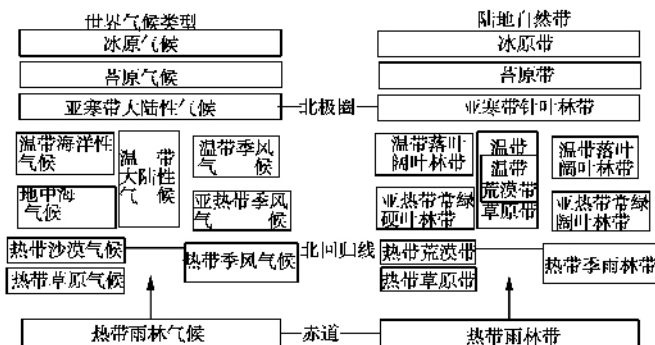 世界气候类型
陆地自然带
冰原气候
冰原带
苔原气候
苔原带
亚寒带大陆性气候
北极圈
亚寒带针叶林带
温带海洋性
气候
温带
大陆性
气候
温带季风
气候
温带落叶
阔叶林带
温带
温带
荒漠带
草原带
温带落叶
阔叶林带
地中海
气候
亚热带季风
气候
亚热带常绿
硬叶林带
亚热带常绿
阔叶林带
热带沙漠气候
热带季风气候
北回归线
热带荒漠带
热带季雨林带
热带草原气候
热带草原带
热带雨林气候
赤道
热带雨林带